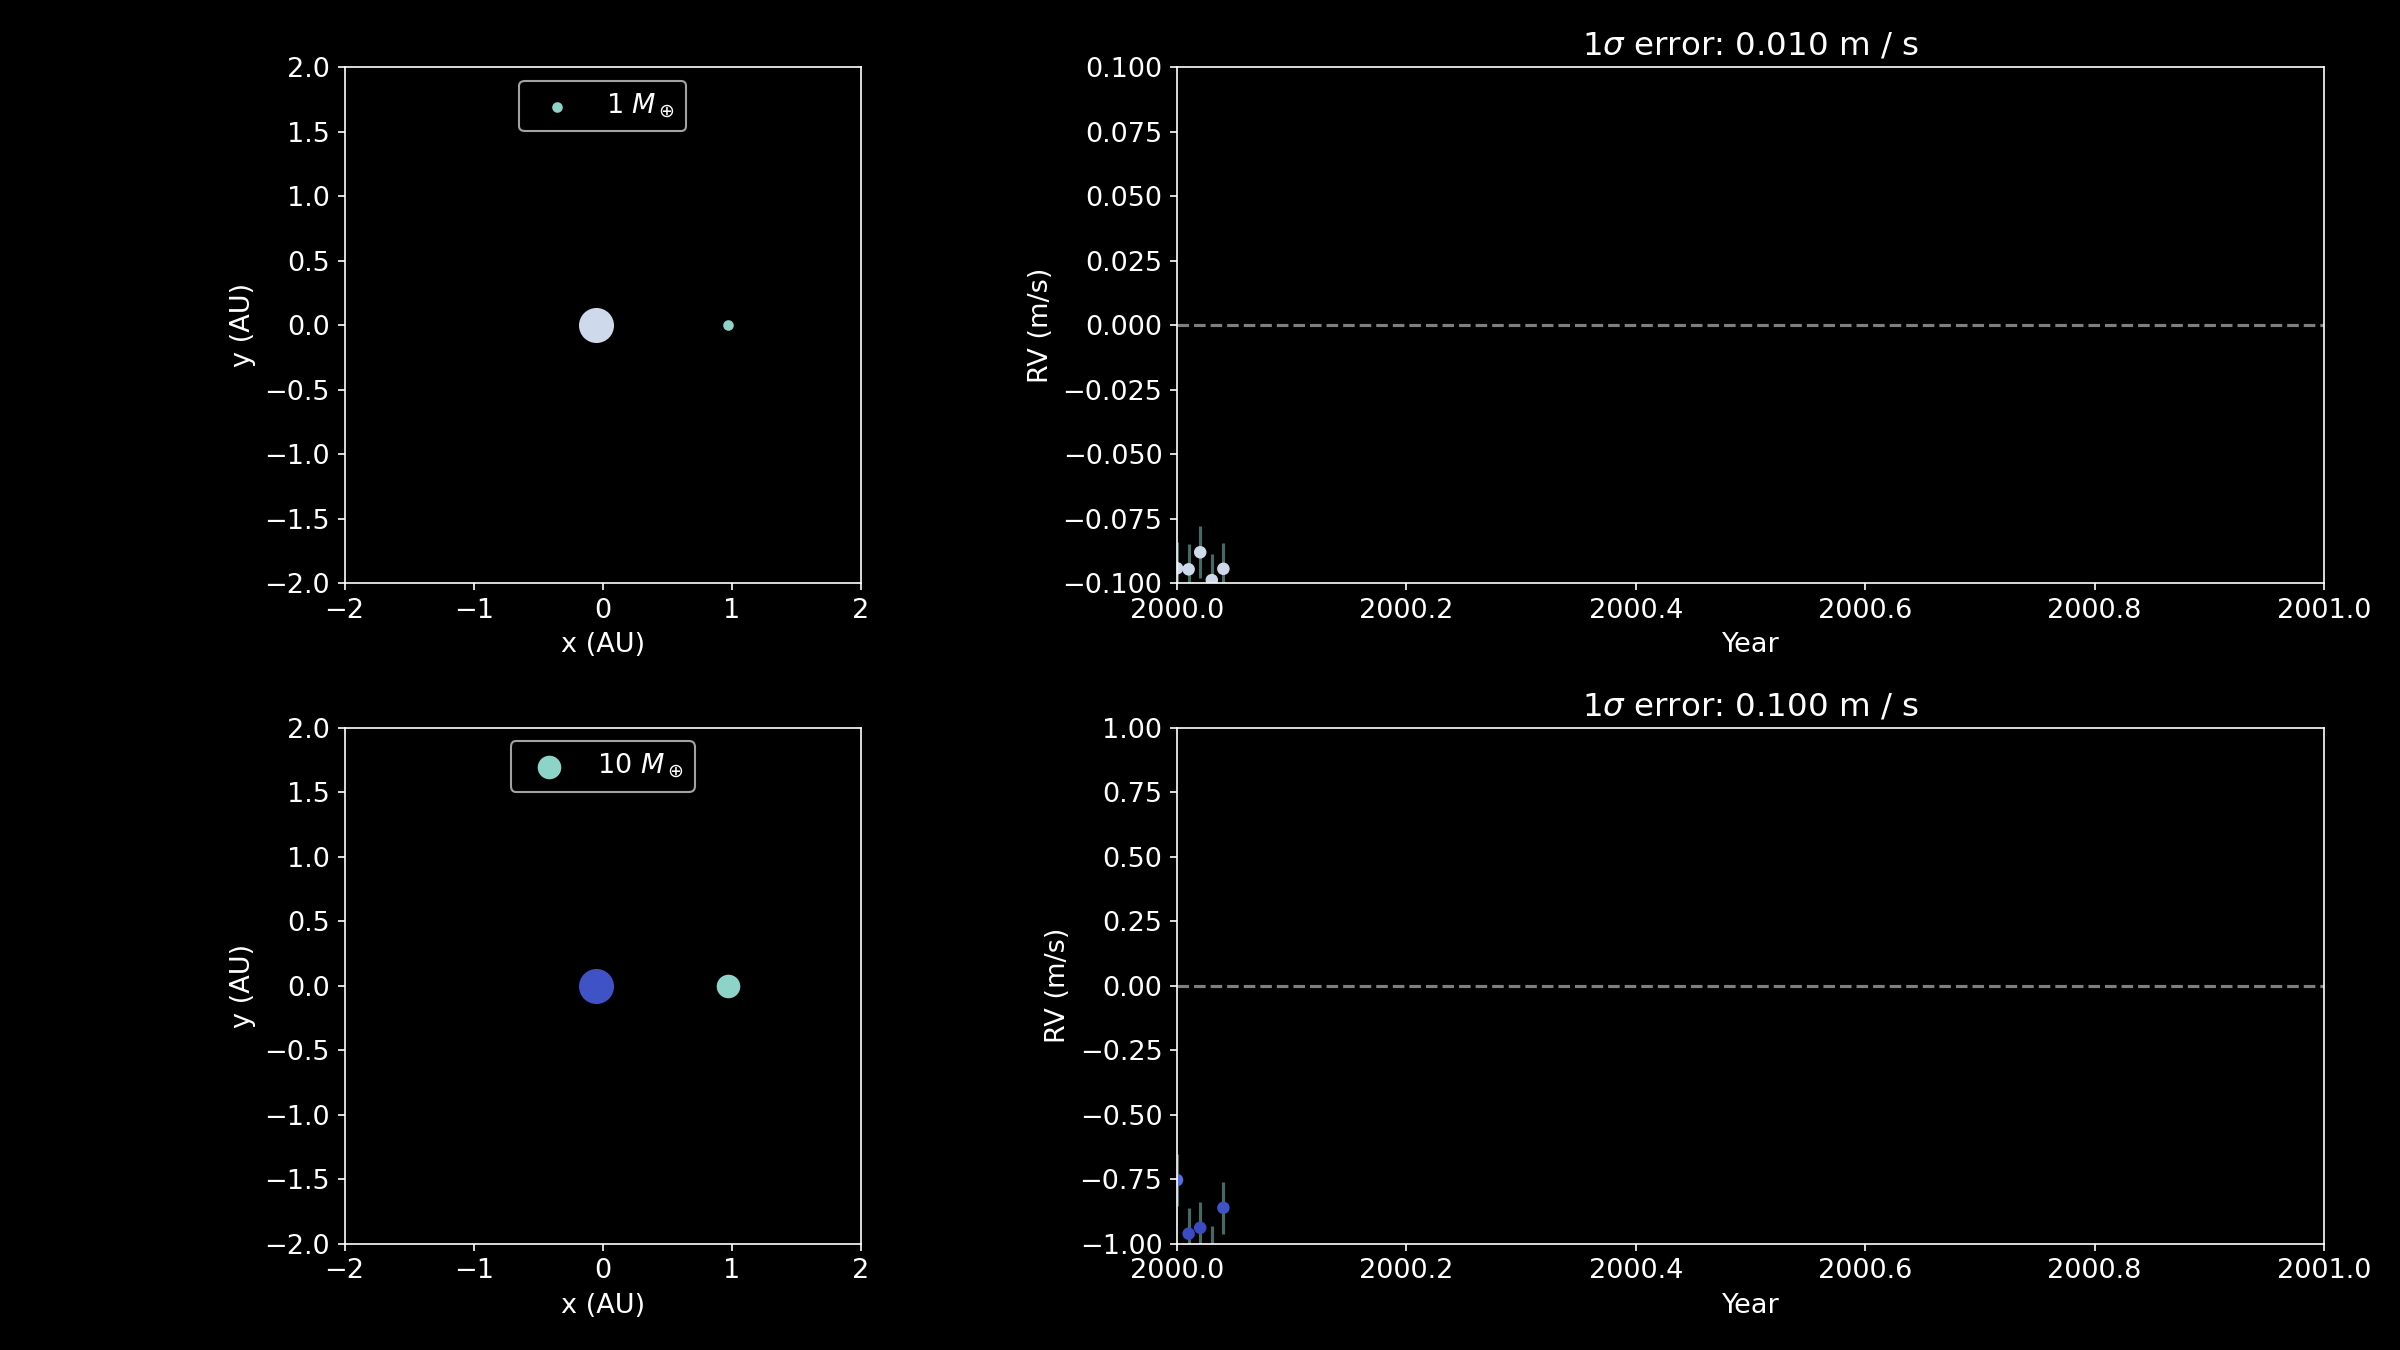 1 M⊕
2.0
1.5
1.0
0.5
0.0
−0.5
−1.0
−1.5
−2.0
y (AU)
−2 −1 0 1 2
x (AU)
1σ error: 0.010 m / s
0.100
0.075
0.050
0.025
0.000
−0.025
−0.050
−0.075
−0.100
RV (m/s)
2000.0 2000.2 2000.4 2000.6 2000.8 2001.0
Year
10 M⊕
2.0
1.5
1.0
0.5
0.0
−0.5
−1.0
−1.5
−2.0
y (AU)
−2 −1 0 1 2
x (AU)
1σ error: 0.100 m / s
1.00
0.75
0.50
0.25
0.00
−0.25
−0.50
−0.75
−1.00
RV (m/s)
2000.0 2000.2 2000.4 2000.6 2000.8 2001.0
Year